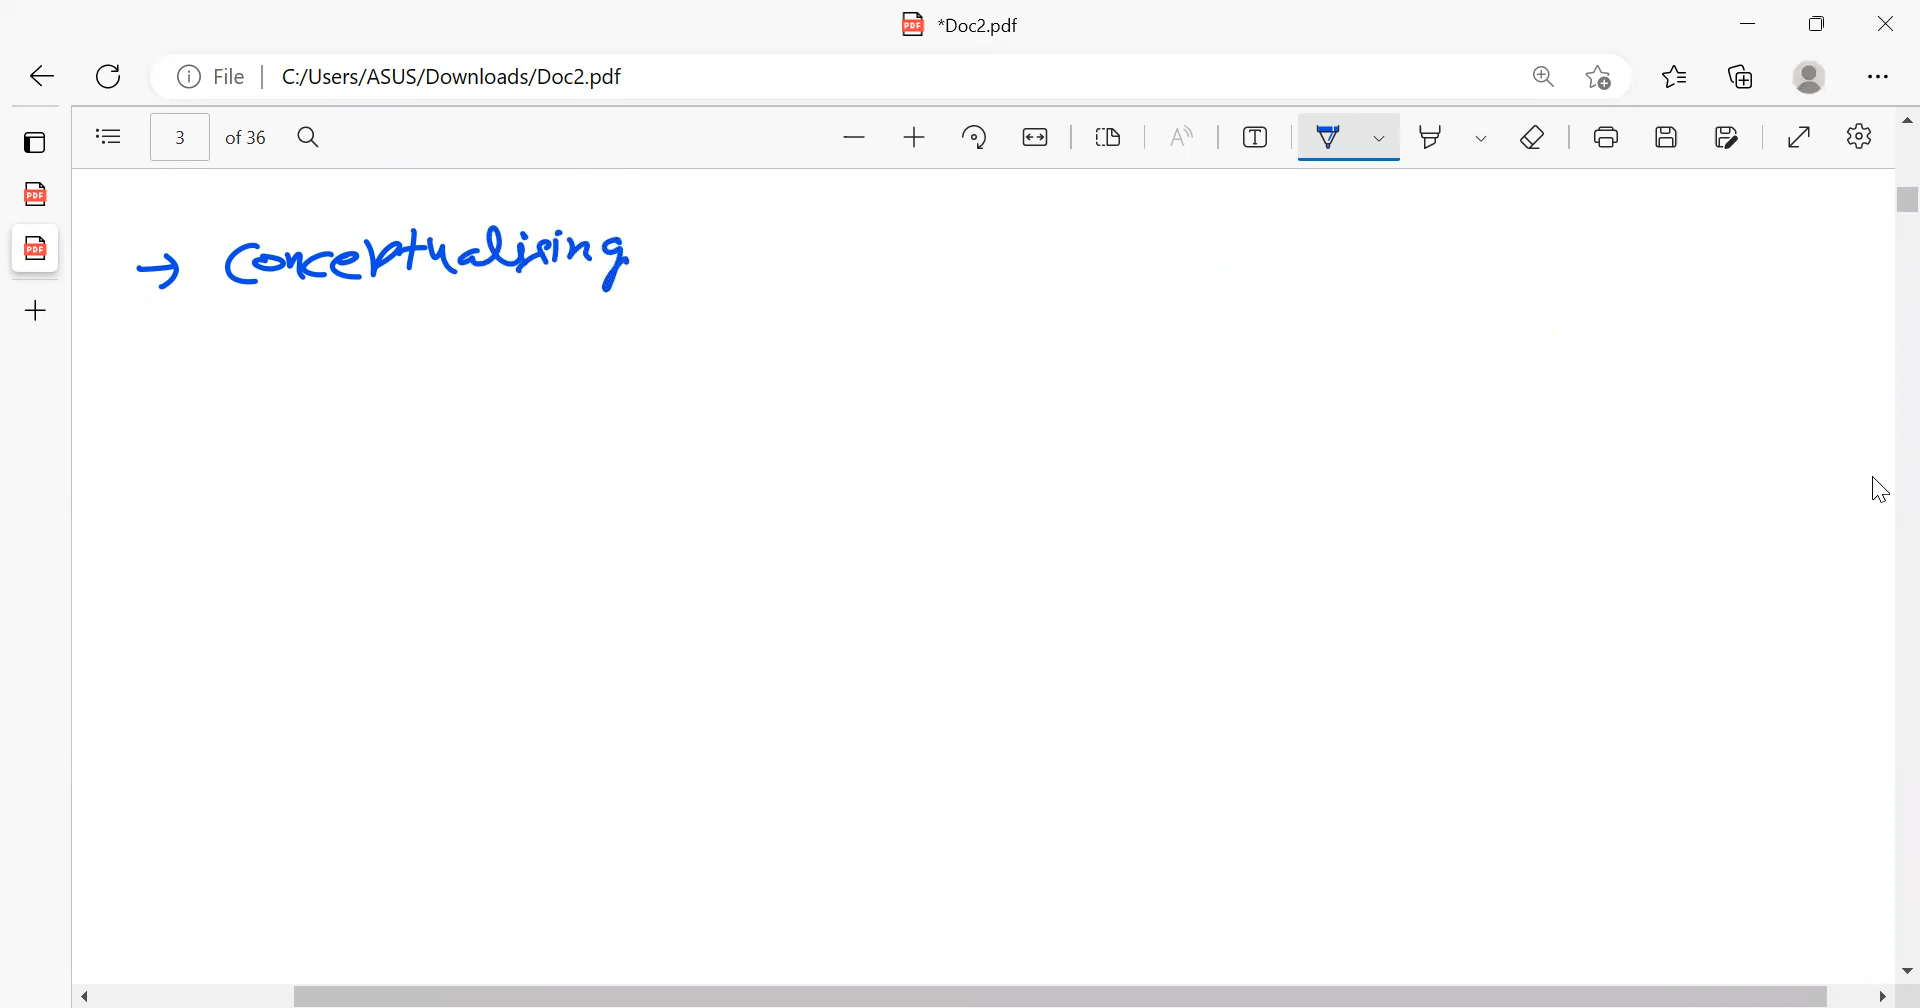 *Doc2.pdf
File | C:/Users/ASUS/Downloads/Doc2.pdf
3 of 36
→ Conceptualising